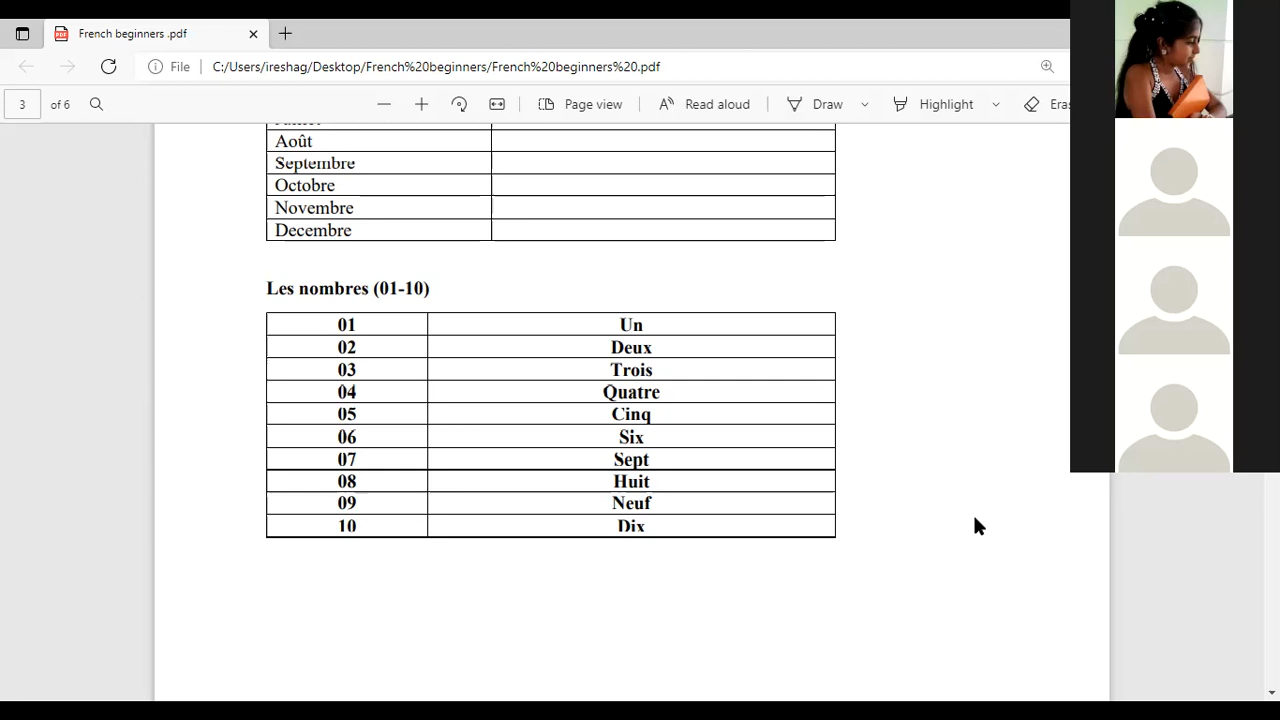 French beginners .pdf
File C:/Users/ireshag/Desktop/French%20beginners/French%20beginners%20.pdf
3 of 6 Page view Read aloud Draw Highlight
Août
Septembre
Octobre
Novembre
Decembre
Les nombres (01-10)
01 Un
02 Deux
03 Trois
04 Quatre
05 Cinq
06 Six
07 Sept
08 Huit
09 Neuf
10 Dix